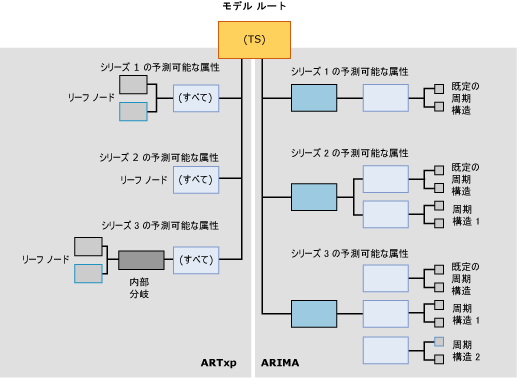 モデル ルート
(TS)
シリーズ 1 の予測可能な属性
リーフ ノード
(すべて)
シリーズ 2 の予測可能な属性
リーフ ノード
(すべて)
シリーズ 3 の予測可能な属性
リーフ ノード
(すべて)
内部
分岐
ARTxp
シリーズ 1 の予測可能な属性
既定の
周期
構造
シリーズ 2 の予測可能な属性
既定の
周期
構造
周期
構造 1
シリーズ 3 の予測可能な属性
既定の
周期
構造
周期
構造 1
周期
構造 2
ARIMA